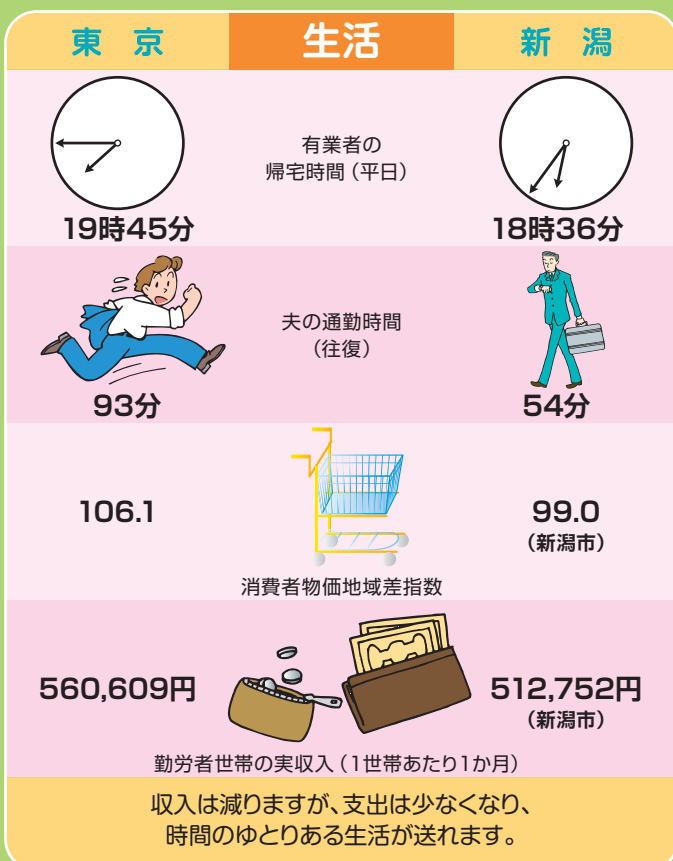 東 京
生活
新 潟
有業者の
帰宅時間（平日）
19時45分
18時36分
夫の通勤時間
（往復）
93分
54分
106.1
99.0
（新潟市）
消費者物価地域差指数
560,609円
512,752円
（新潟市）
勤労者世帯の実収入（1世帯あたり1か月）
収入は減りますが、支出は少なくなり、
時間のゆとりある生活が送れます。